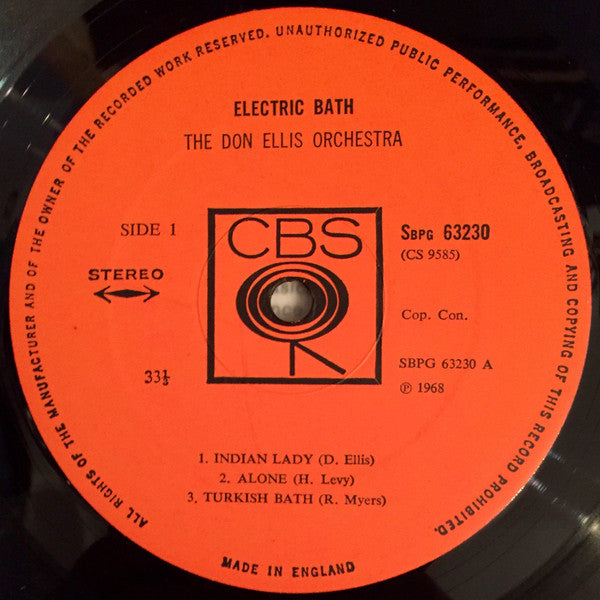 ALL RIGHTS OF THE MANUFACTURER AND OF THE OWNER OF THE RECORDED WORK RESERVED. UNAUTHORIZED PUBLIC PERFORMANCE, BROADCASTING AND COPYING OF THIS RECORD PROHIBITED.
ELECTRIC BATH
THE DON ELLIS ORCHESTRA
SIDE 1
CBS
SBPG 63230
(CS 9585)
STEREO
Cop. Con.
33⅓
SBPG 63230 A
℗ 1968
1. INDIAN LADY (D. Ellis)
2. ALONE (H. Levy)
3, TURKISH BATH (R. Myers)
MADE IN ENGLAND